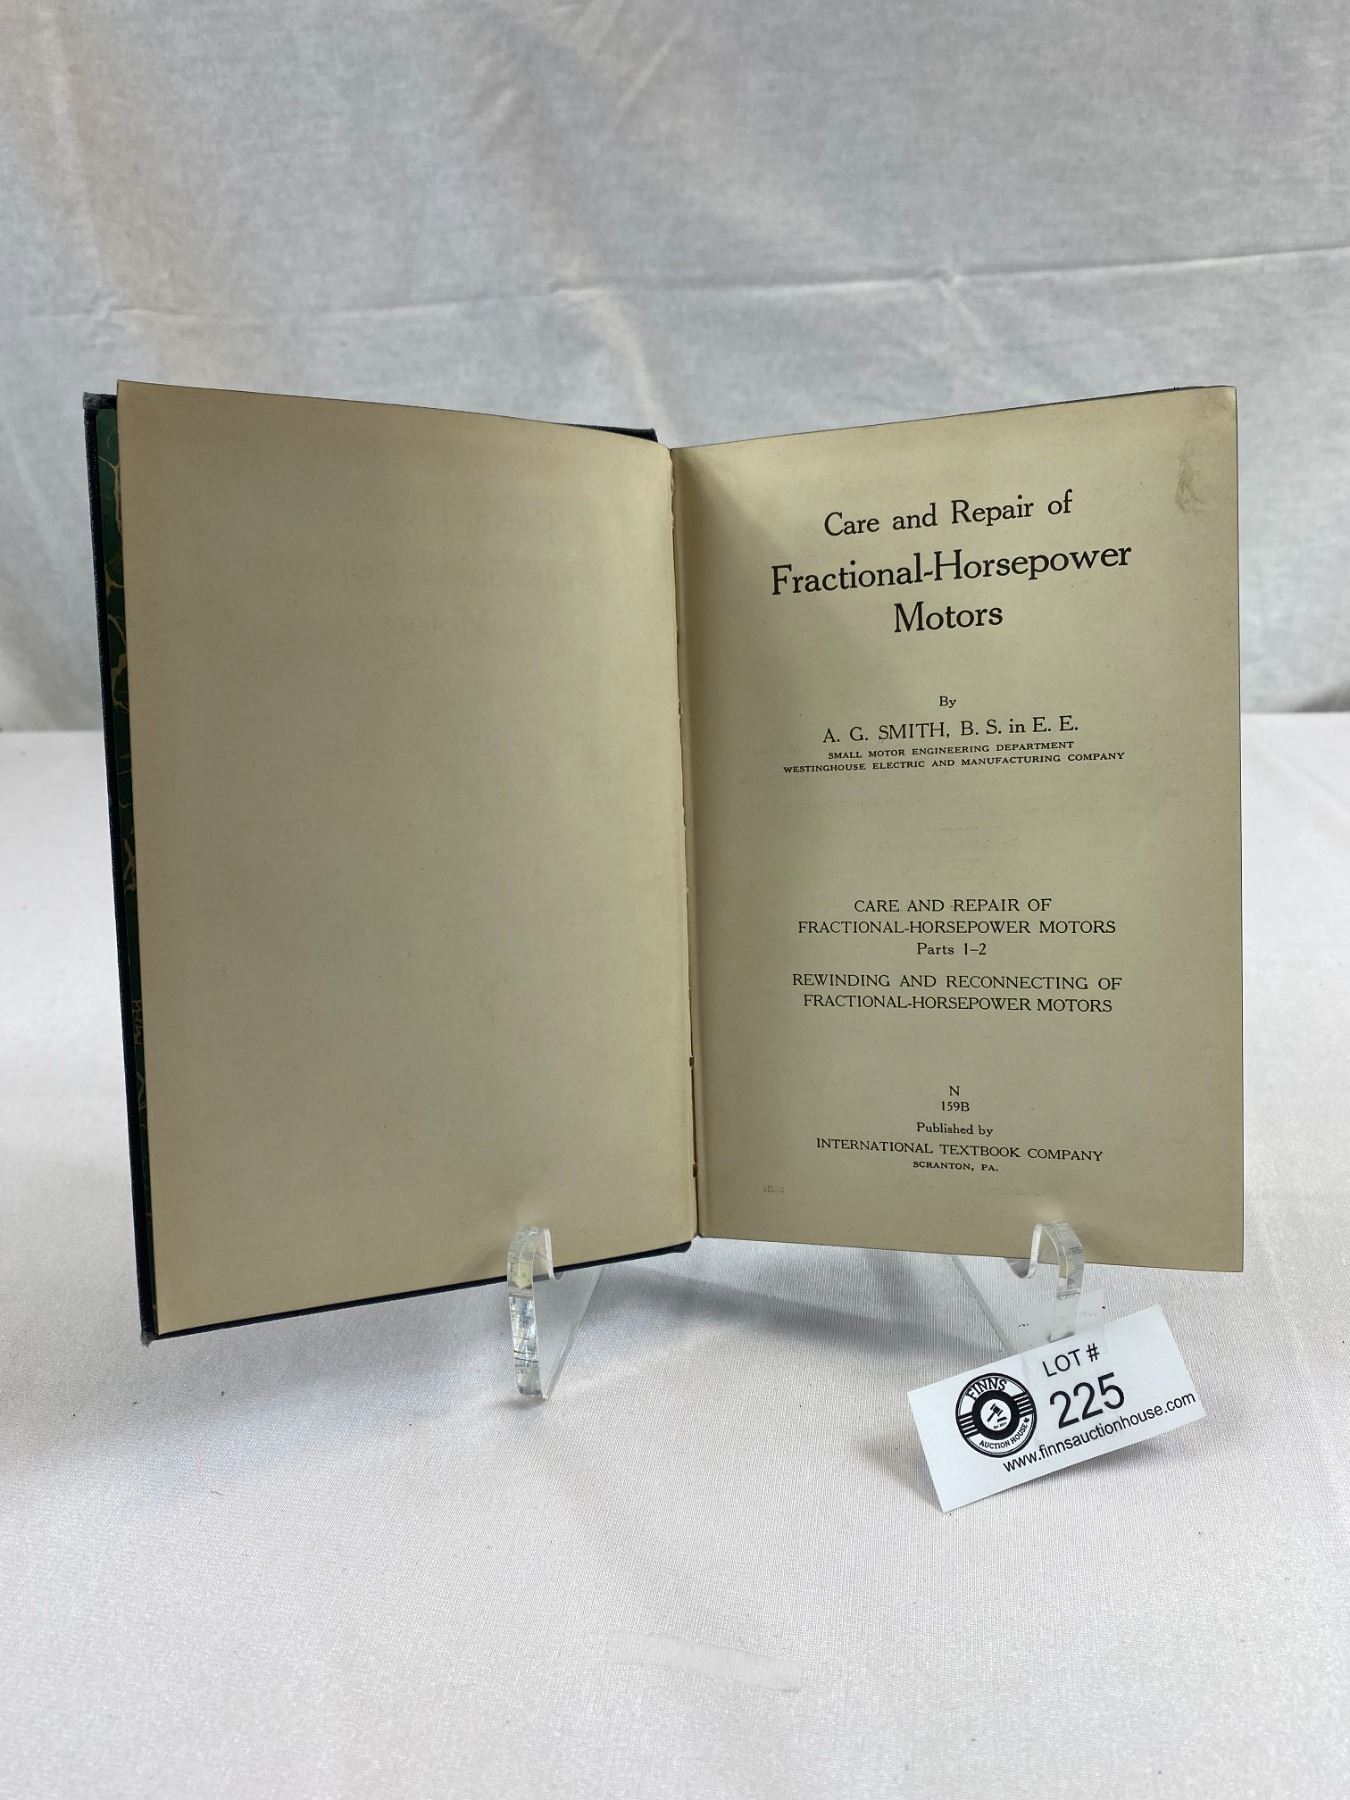 Care and Repair of
Fractional-Horsepower
Motors
By
A. G. SMITH, B. S. in E. E.
SMALL MOTOR ENGINEERING DEPARTMENT
WESTINGHOUSE ELECTRIC AND MANUFACTURING COMPANY
CARE AND REPAIR OF
FRACTIONAL-HORSEPOWER MOTORS
Parts 1–2
REWINDING AND RECONNECTING OF
FRACTIONAL-HORSEPOWER MOTORS
N
159B
Published by
INTERNATIONAL TEXTBOOK COMPANY
SCRANTON, PA.
LOT #
225
FINNS
AUCTION HOUSE
www.finnsauctionhouse.com